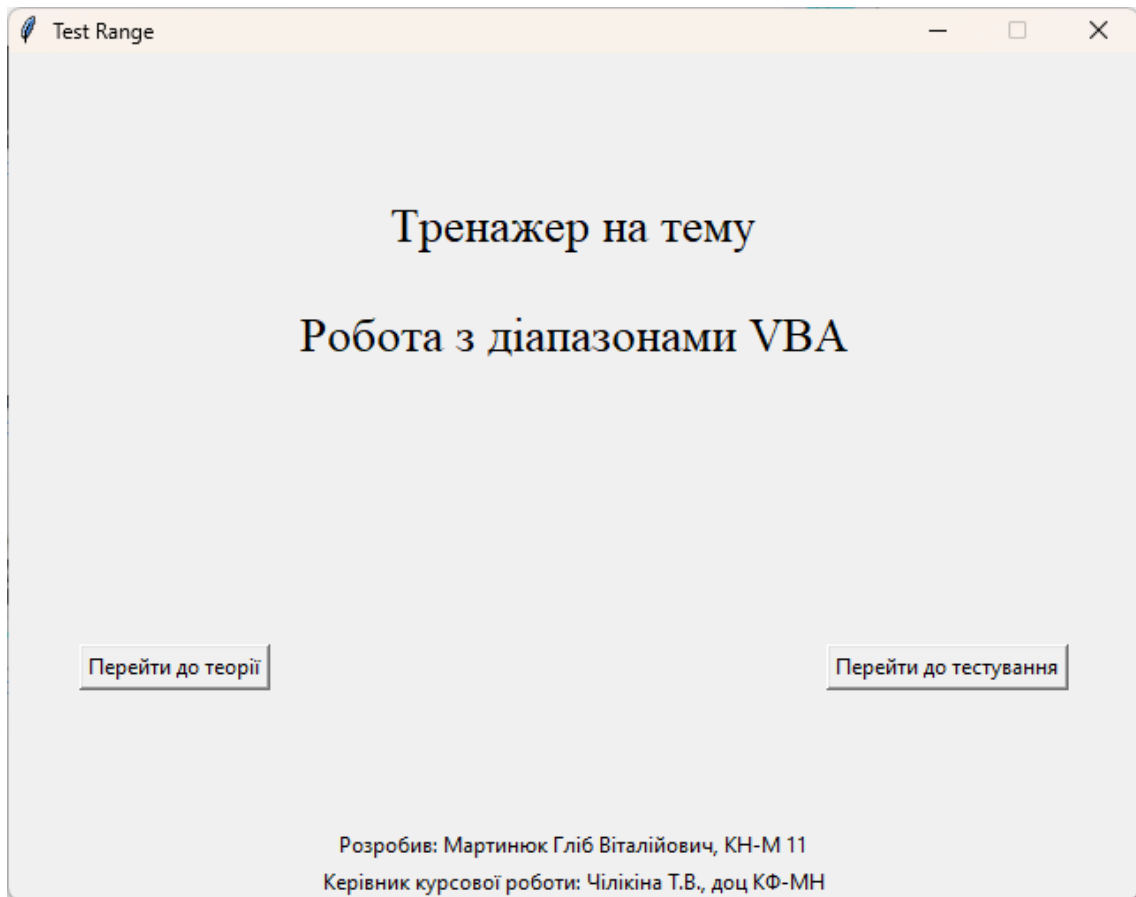 Test Range
Тренажер на тему
Робота з діапазонами VBA
Перейти до теорії
Перейти до тестування
Розробив: Мартинюк Гліб Віталійович, КН-М 11
Керівник курсової роботи: Чілікіна Т.В., доц КФ-МН